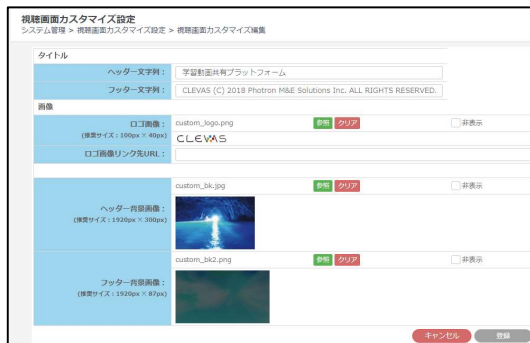 視聴画面カスタマイズ設定
システム管理 > 視聴画面カスタマイズ設定 > 視聴画面カスタマイズ編集
タイトル
ヘッダー文字列： 学習動画共有プラットフォーム
フッター文字列： CLEVAS (C) 2018 Photron M&E Solutions Inc. ALL RIGHTS RESERVED.
画像
ロゴ画像： custom_logo.png 参照 クリア 非表示
(推奨サイズ：100px × 40px) CLEVAS
ロゴ画像リンク先URL：
custom_bk.jpg 参照 クリア 非表示
ヘッダー背景画像：
(推奨サイズ：1920px × 300px)
custom_bk2.png 参照 クリア 非表示
フッター背景画像：
(推奨サイズ：1920px × 87px)
キャンセル 登録